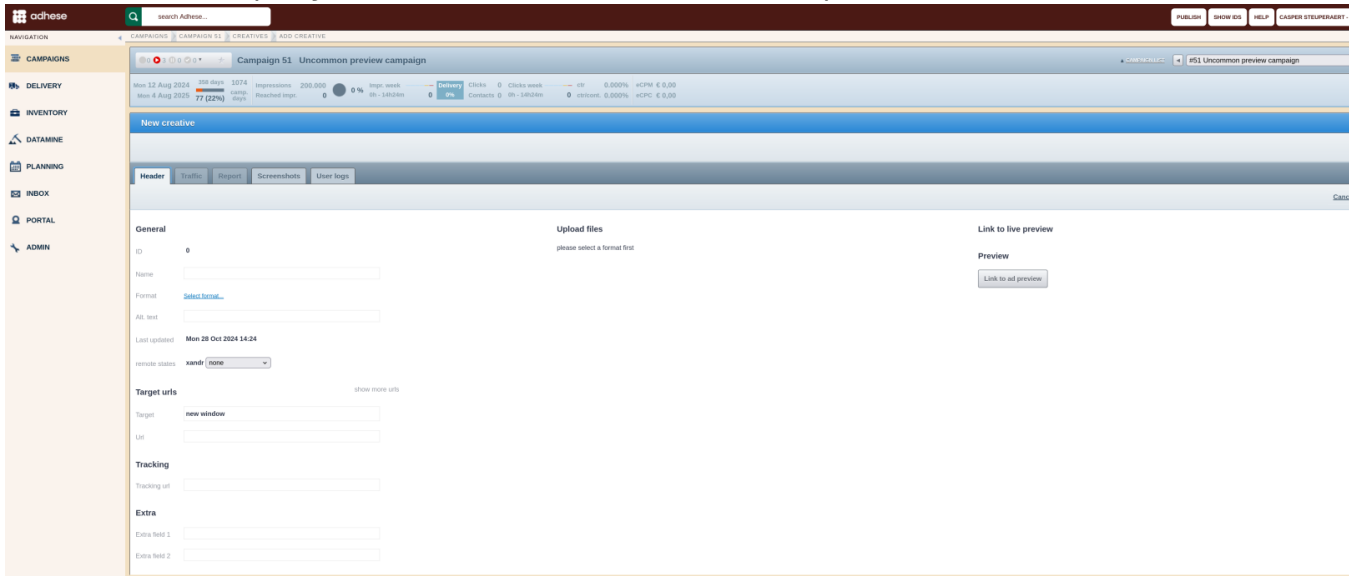 adhese
search Adhese...
PUBLISH SHOW IDS HELP CASPER STEUPERAERT -
NAVIGATION
CAMPAIGNS CAMPAIGN 51 CREATIVES ADD CREATIVE
CAMPAIGNS
DELIVERY
INVENTORY
DATAMINE
PLANNING
INBOX
PORTAL
ADMIN
Campaign 51 Uncommon preview campaign
#51 Uncommon preview campaign
Mon 12 Aug 2024 358 days 1074 Impressions 200.000 0 % Impr. week -- Delivery Clicks 0 Clicks week -- ctr 0.000% eCPM € 0,00
Mon 4 Aug 2025 77 (22%) camp. days Reached impr. 0 0h - 14h24m 0 0% Contacts 0 0h - 14h24m 0 ctr/cont. 0.000% eCPC € 0,00
New creative
Header Traffic Report Screenshots User logs
Canc
General
ID 0
Name
Format Select format...
Alt. text
Last updated Mon 28 Oct 2024 14:24
remote states xandr none
Target urls show more urls
Target new window
Url
Tracking
Tracking url
Extra
Extra field 1
Extra field 2
Upload files
please select a format first
Link to live preview
Preview
Link to ad preview